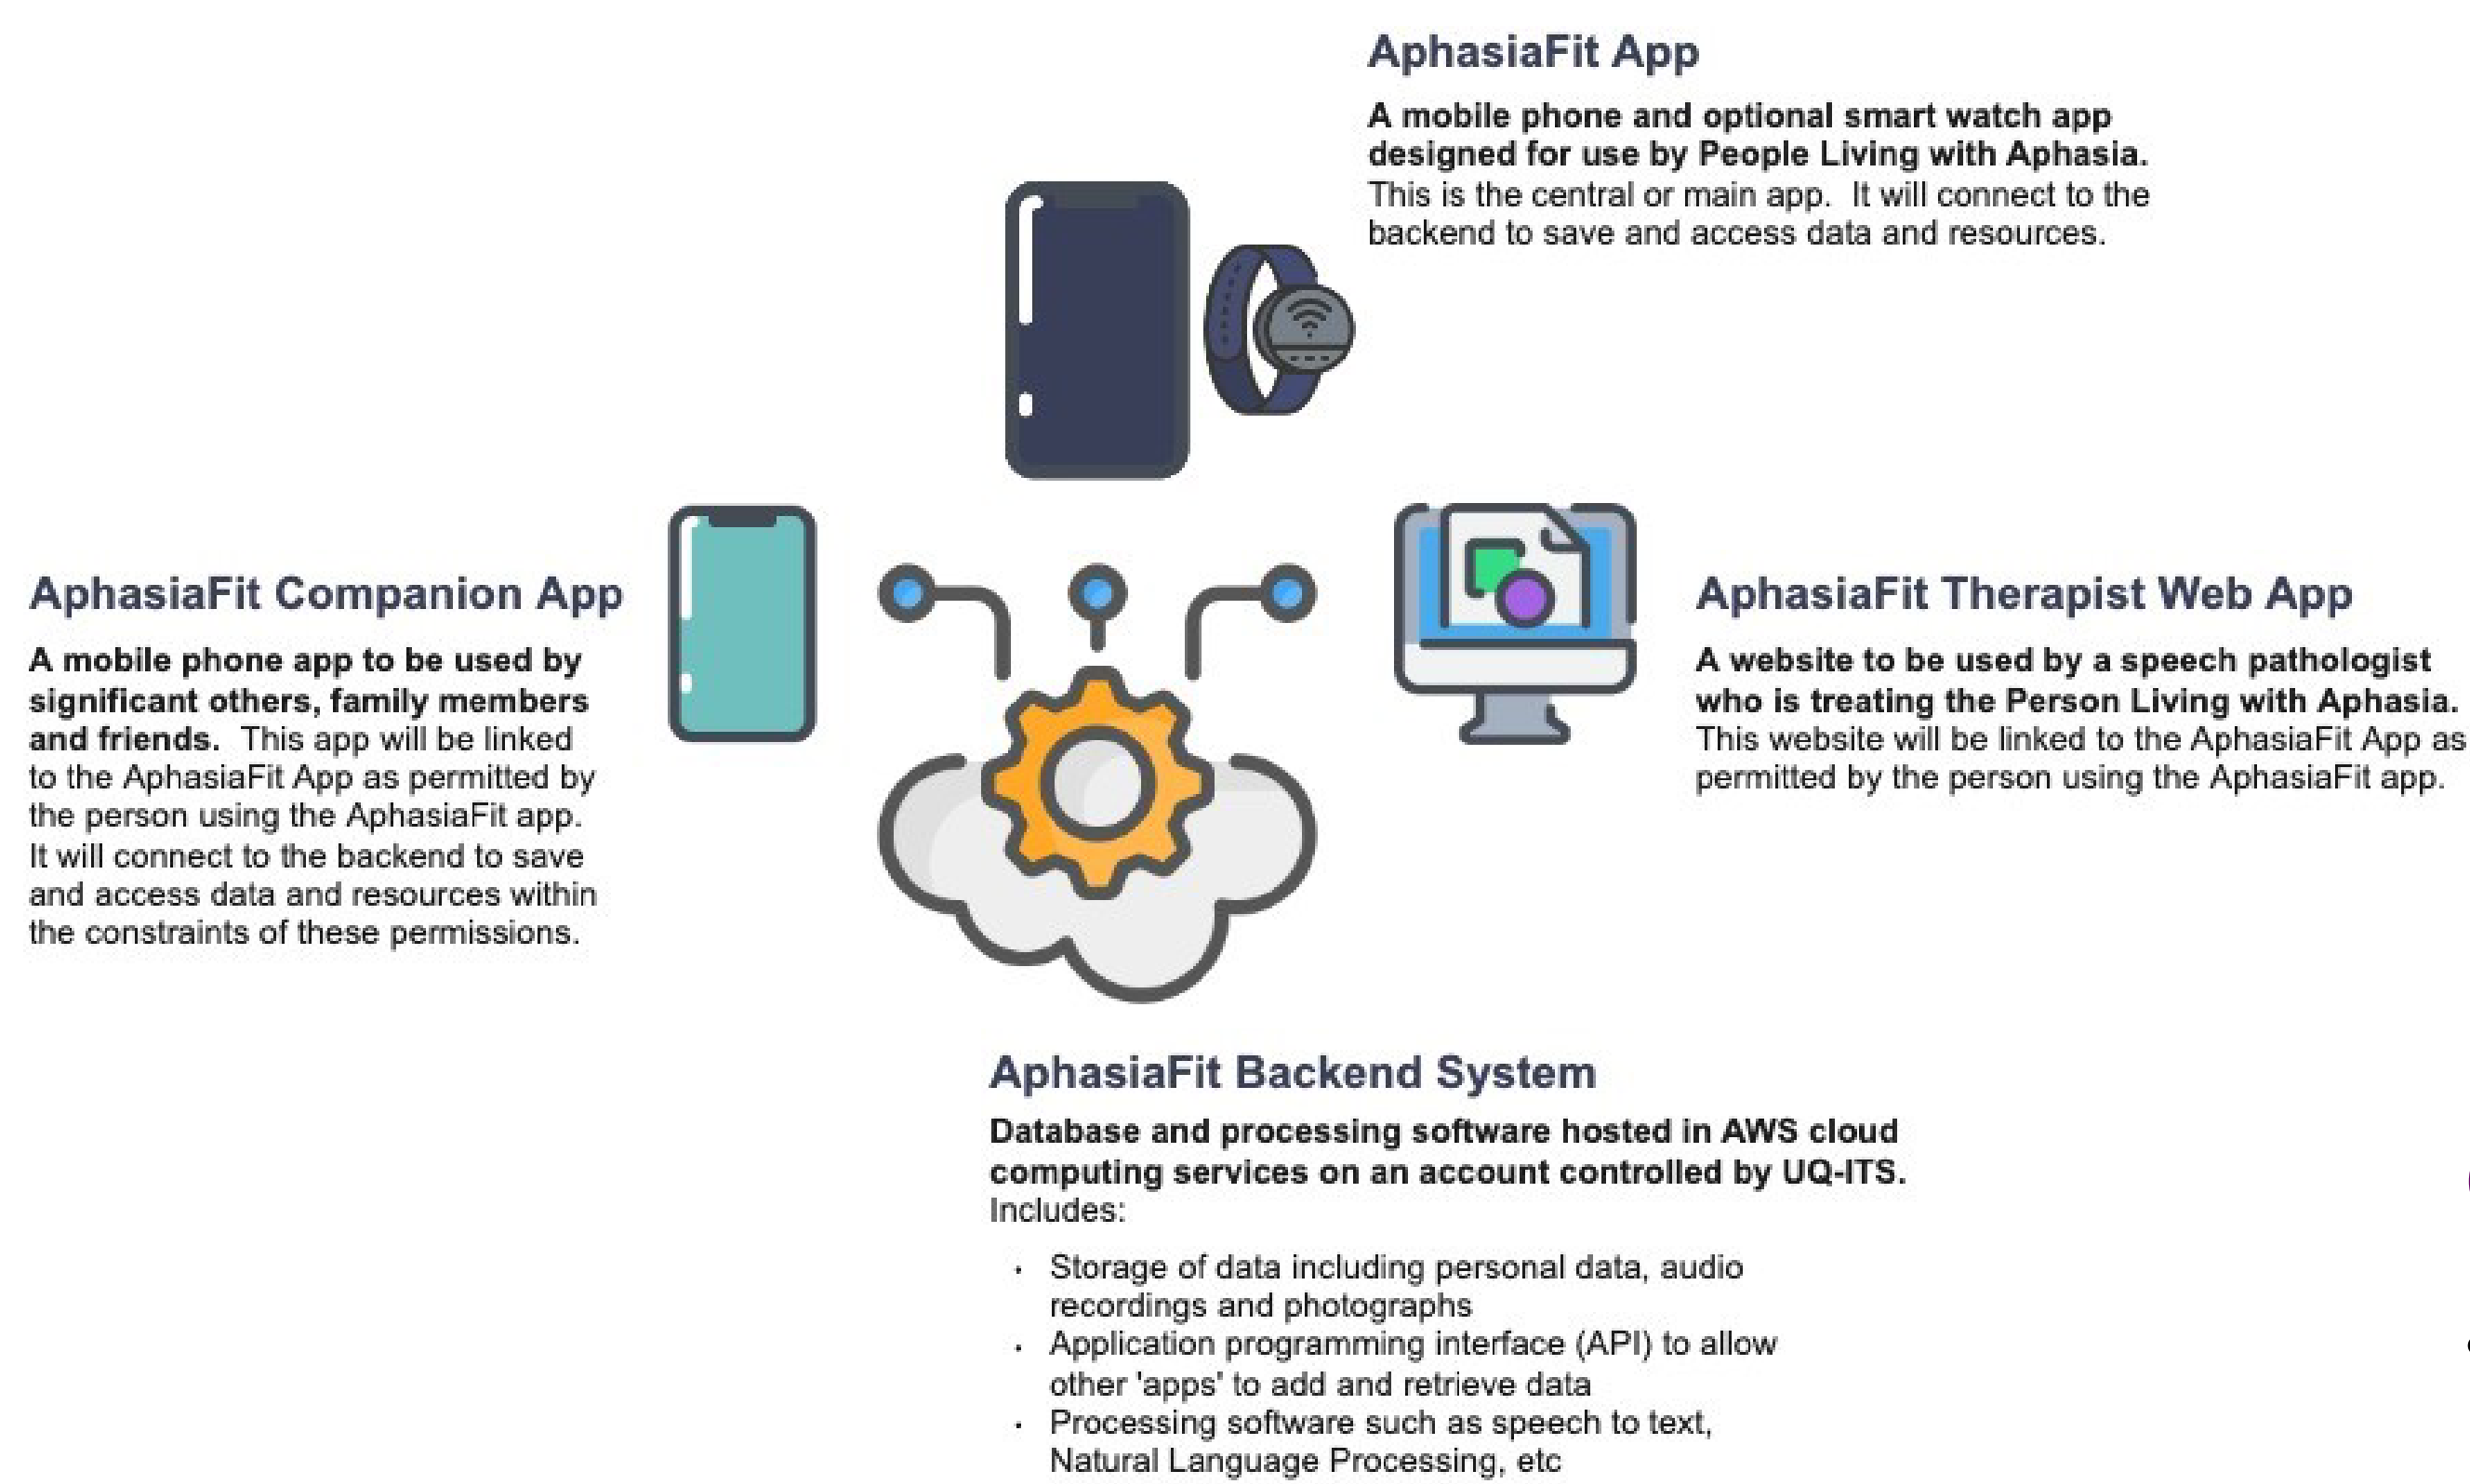 AphasiaFit App
A mobile phone and optional smart watch app
designed for use by People Living with Aphasia.
This is the central or main app.  It will connect to the
backend to save and access data and resources.
AphasiaFit Companion App
A mobile phone app to be used by
significant others, family members
and friends.  This app will be linked
to the AphasiaFit App as permitted by
the person using the AphasiaFit app.
It will connect to the backend to save
and access data and resources within
the constraints of these permissions.
AphasiaFit Therapist Web App
A website to be used by a speech pathologist
who is treating the Person Living with Aphasia.
This website will be linked to the AphasiaFit App as
permitted by the person using the AphasiaFit app.
AphasiaFit Backend System
Database and processing software hosted in AWS cloud
computing services on an account controlled by UQ-ITS.
Includes:
· Storage of data including personal data, audio
recordings and photographs
· Application programming interface (API) to allow
other 'apps' to add and retrieve data
· Processing software such as speech to text,
Natural Language Processing, etc